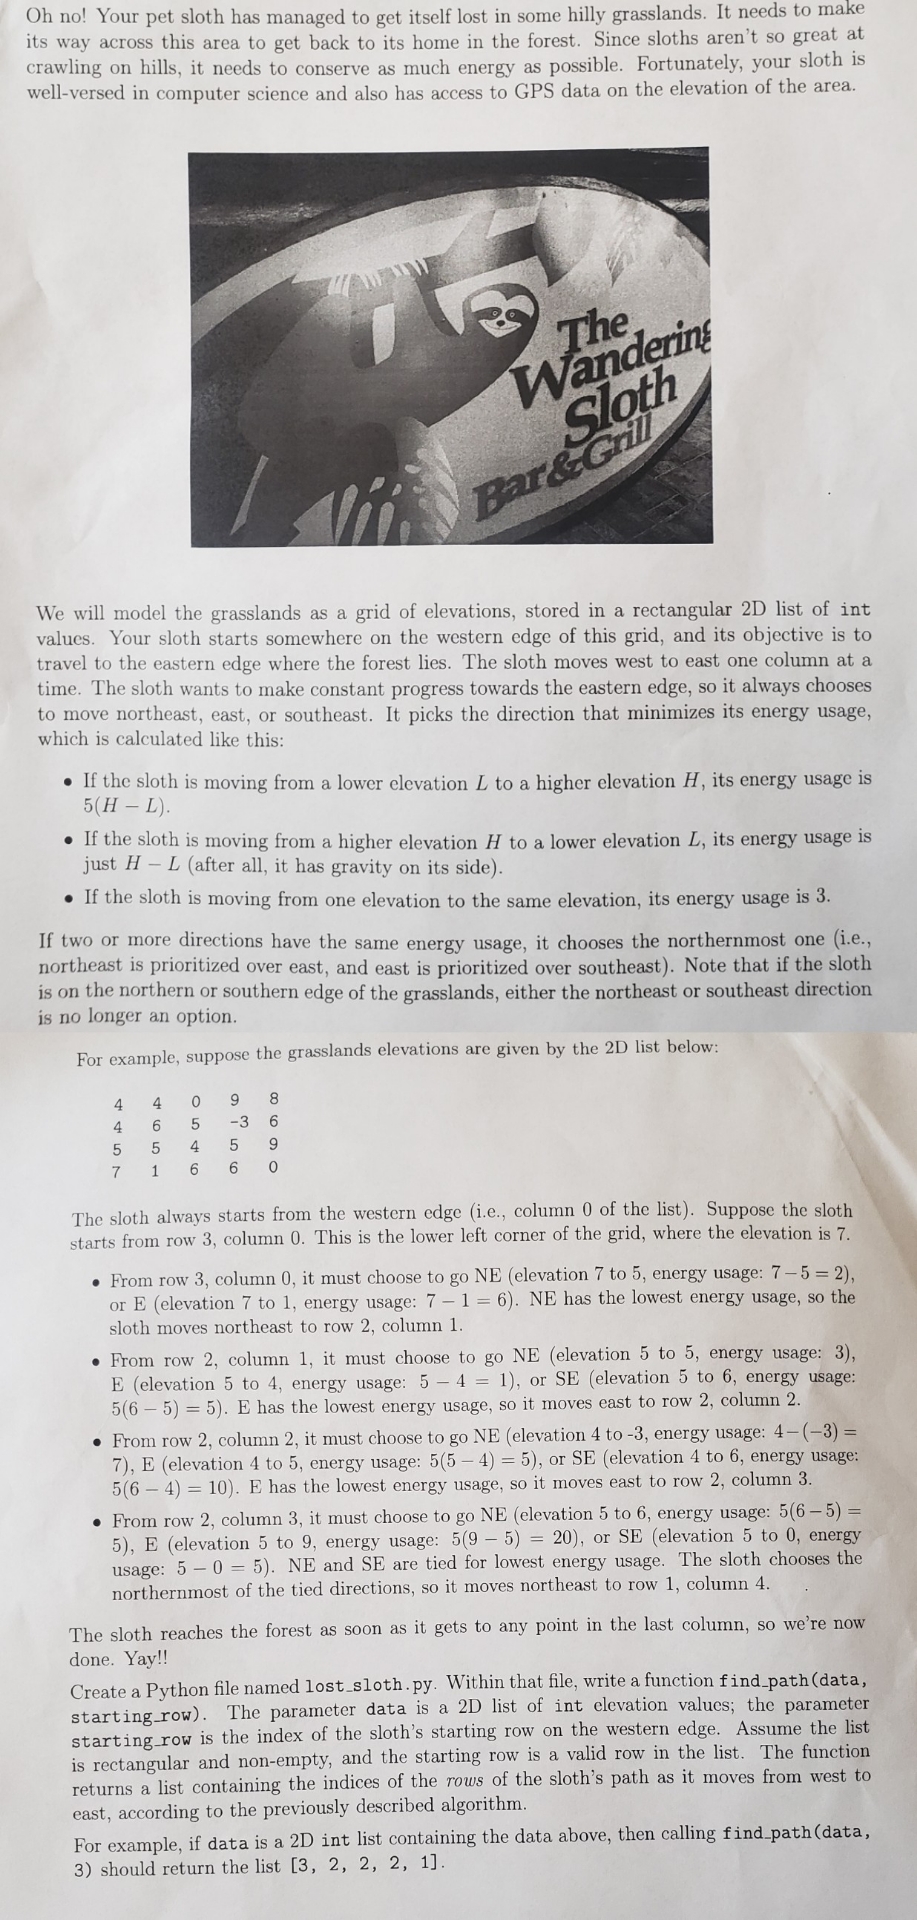 Oh no! Your pet sloth has managed to get itself lost in some hilly grasslands. It needs to make
its way across this area to get back to its home in the forest. Since sloths aren't so great at
crawling on hills, it needs to conserve as much energy as possible. Fortunately, your sloth is
well-versed in computer science and also has access to GPS data on the elevation of the area.
The
Wandering
Sloth
Bar & Grill
We will model the grasslands as a grid of elevations, stored in a rectangular 2D list of int
values. Your sloth starts somewhere on the western edge of this grid, and its objective is to
travel to the eastern edge where the forest lies. The sloth moves west to east one column at a
time. The sloth wants to make constant progress towards the eastern edge, so it always chooses
to move northeast, east, or southeast. It picks the direction that minimizes its energy usage,
which is calculated like this:
• If the sloth is moving from a lower elevation L to a higher elevation H, its energy usage is
5(H − L).
• If the sloth is moving from a higher elevation H to a lower elevation L, its energy usage is
just H − L (after all, it has gravity on its side).
• If the sloth is moving from one elevation to the same elevation, its energy usage is 3.
If two or more directions have the same energy usage, it chooses the northernmost one (i.e.,
northeast is prioritized over east, and east is prioritized over southeast). Note that if the sloth
is on the northern or southern edge of the grasslands, either the northeast or southeast direction
is no longer an option.
For example, suppose the grasslands elevations are given by the 2D list below:
4 4 0 9 8
4 6 5 -3 6
5 5 4 5 9
7 1 6 6 0
The sloth always starts from the western edge (i.e., column 0 of the list). Suppose the sloth
starts from row 3, column 0. This is the lower left corner of the grid, where the elevation is 7.
• From row 3, column 0, it must choose to go NE (elevation 7 to 5, energy usage: 7 − 5 = 2),
or E (elevation 7 to 1, energy usage: 7 − 1 = 6). NE has the lowest energy usage, so the
sloth moves northeast to row 2, column 1.
• From row 2, column 1, it must choose to go NE (elevation 5 to 5, energy usage: 3),
E (elevation 5 to 4, energy usage: 5 − 4 = 1), or SE (elevation 5 to 6, energy usage:
5(6 − 5) = 5). E has the lowest energy usage, so it moves east to row 2, column 2.
• From row 2, column 2, it must choose to go NE (elevation 4 to -3, energy usage: 4−(−3) =
7), E (elevation 4 to 5, energy usage: 5(5 − 4) = 5), or SE (elevation 4 to 6, energy usage:
5(6 − 4) = 10). E has the lowest energy usage, so it moves east to row 2, column 3.
• From row 2, column 3, it must choose to go NE (elevation 5 to 6, energy usage: 5(6−5) =
5), E (elevation 5 to 9, energy usage: 5(9 − 5) = 20), or SE (elevation 5 to 0, energy
usage: 5 − 0 = 5). NE and SE are tied for lowest energy usage. The sloth chooses the
northernmost of the tied directions, so it moves northeast to row 1, column 4.
The sloth reaches the forest as soon as it gets to any point in the last column, so we're now
done. Yay!!
Create a Python file named lost_sloth.py. Within that file, write a function find_path(data,
starting_row). The parameter data is a 2D list of int elevation values; the parameter
starting_row is the index of the sloth's starting row on the western edge. Assume the list
is rectangular and non-empty, and the starting row is a valid row in the list. The function
returns a list containing the indices of the rows of the sloth's path as it moves from west to
east, according to the previously described algorithm.
For example, if data is a 2D int list containing the data above, then calling find_path(data,
3) should return the list [3, 2, 2, 2, 1].